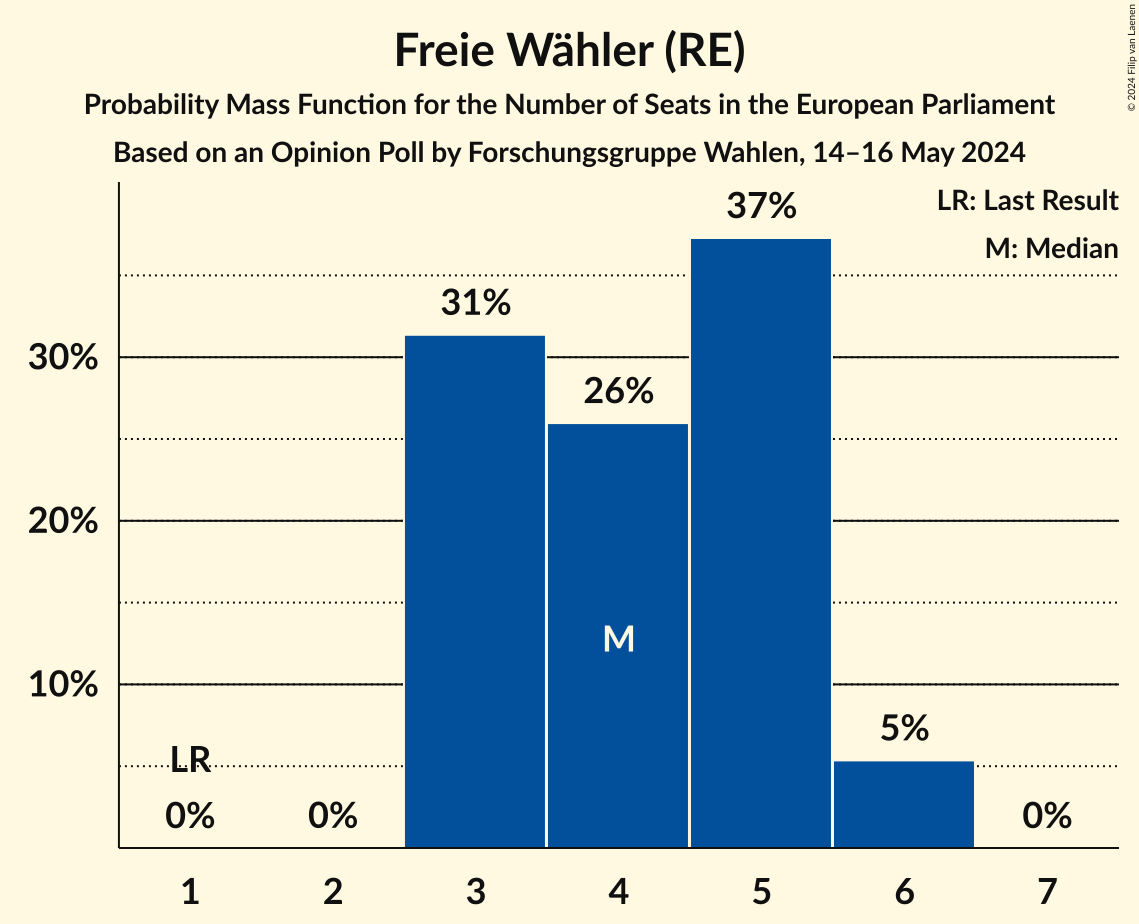 Freie Wähler (RE)
Probability Mass Function for the Number of Seats in the European Parliament
Based on an Opinion Poll by Forschungsgruppe Wahlen, 14–16 May 2024
© 2024 Filip van Laenen
LR: Last Result
M: Median
37%
31%
30%
26%
20%
M
10%
5%
LR
0%
0%
0%
1
2
3
4
5
6
7